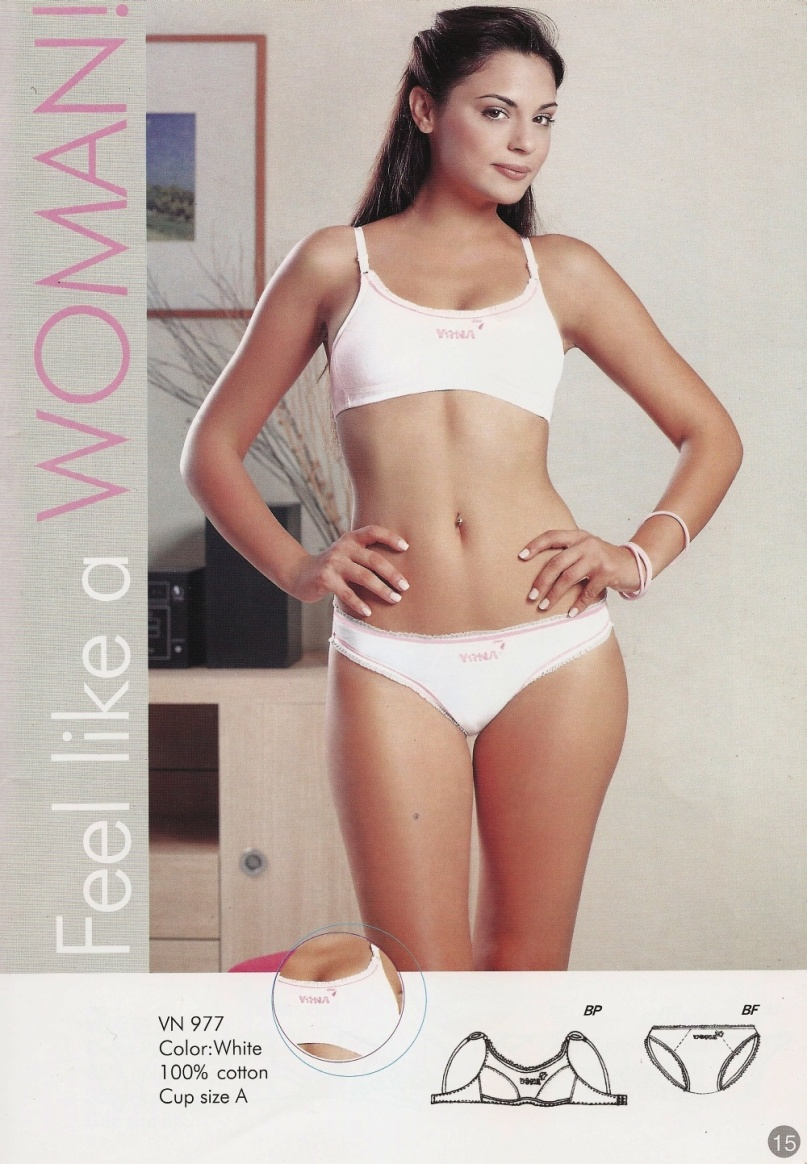 Feel like a WOMAN!
VN 977
Color:White
100% cotton
Cup size A
BP
BF
15